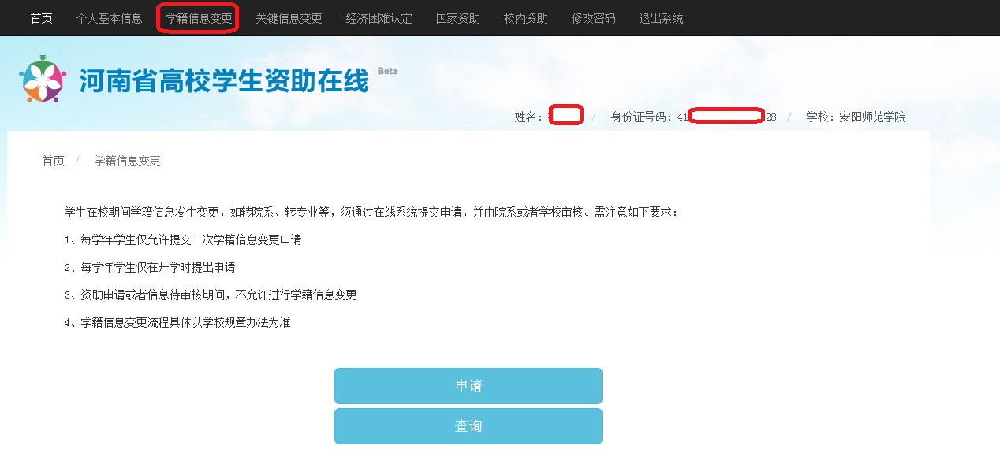 首页 个人基本信息 学籍信息变更 关键信息变更 经济困难认定 国家资助 校内资助 修改密码 退出系统
河南省高校学生资助在线 Beta
姓名： / 身份证号码：41 28 / 学校：安阳师范学院
首页 / 学籍信息变更
学生在校期间学籍信息发生变更，如转院系、转专业等，须通过在线系统提交申请，并由院系或者学校审核。需注意如下要求：
1、每学年学生仅允许提交一次学籍信息变更申请
2、每学年学生仅在开学时提出申请
3、资助申请或者信息待审核期间，不允许进行学籍信息变更
4、学籍信息变更流程具体以学校规章办法为准
申请
查询